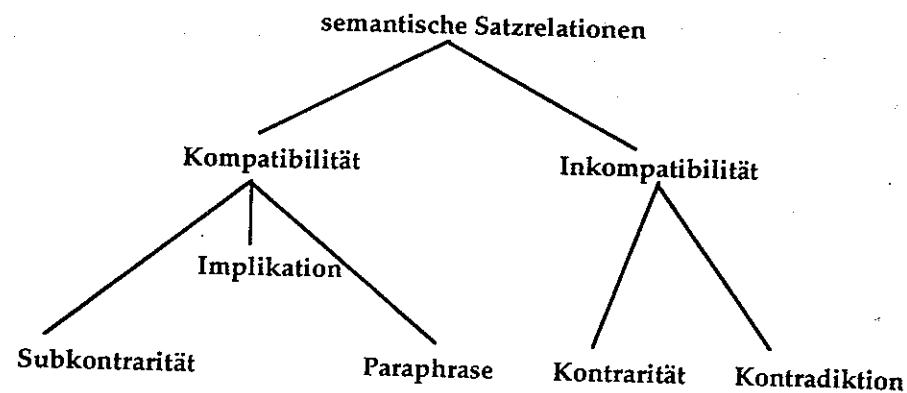 semantische Satzrelationen
Kompatibilität
Inkompatibilität
Implikation
Subkontrarität
Paraphrase
Kontrarität
Kontradiktion